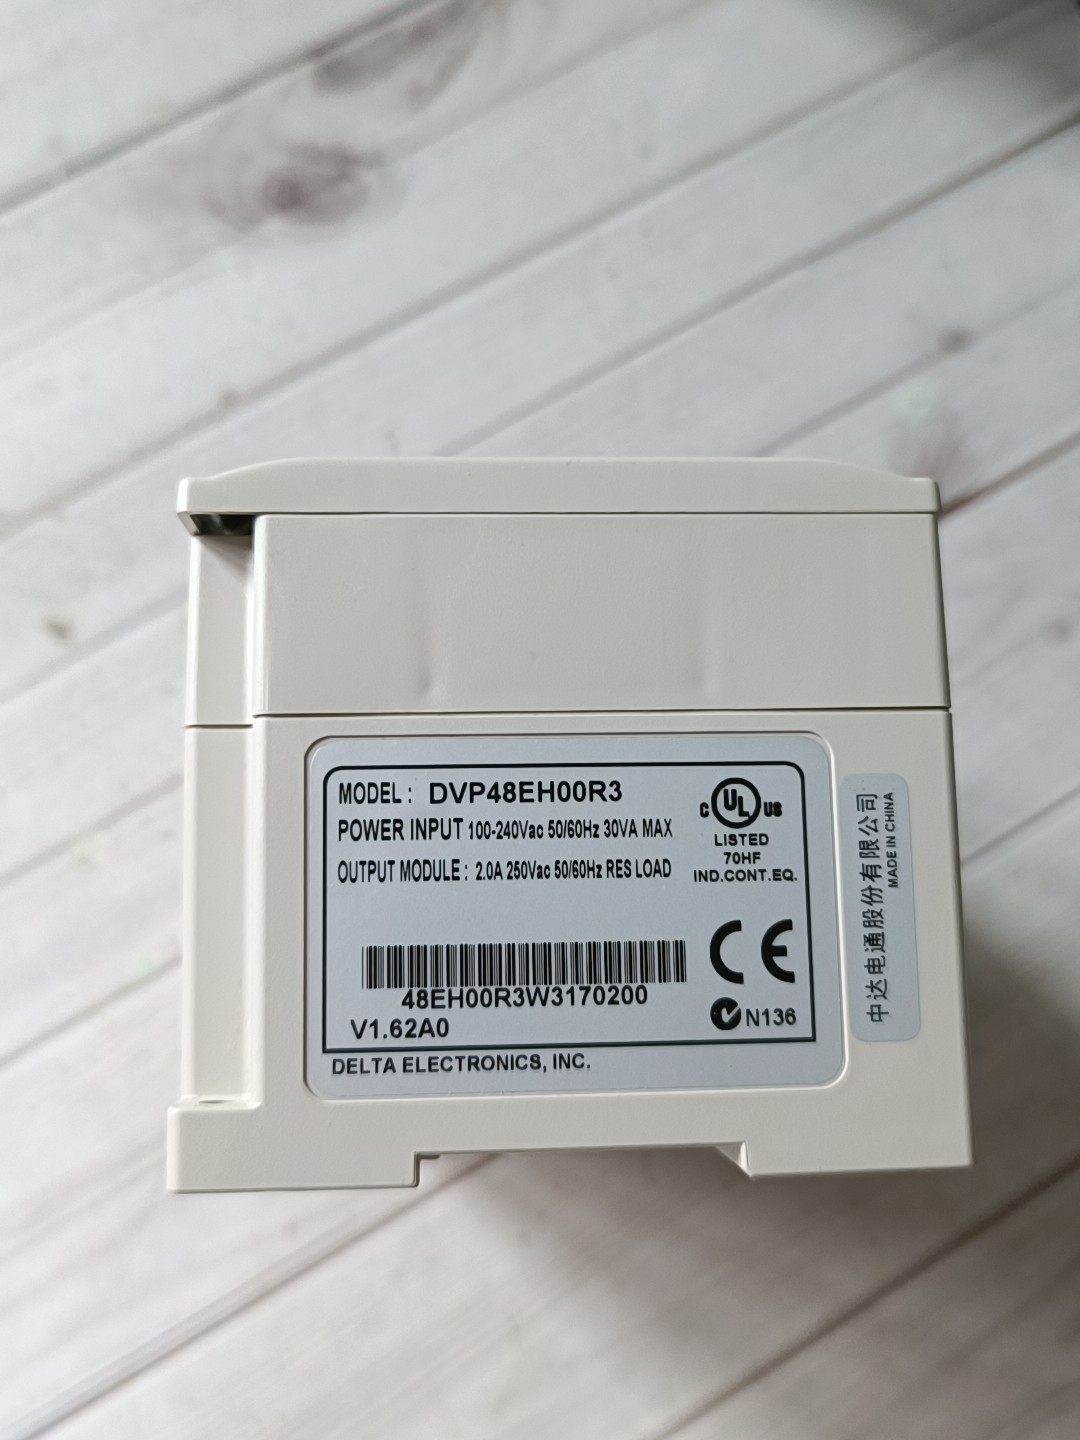 MODEL: DVP48EH00R3
POWER INPUT 100-240Vac 50/60Hz 30VA MAX
OUTPUT MODULE: 2.0A 250Vac 50/60Hz RES LOAD
C UL US
LISTED
70HF
IND.CONT.EQ.
CE
48EH00R3W3170200
N136
V1.62A0
DELTA ELECTRONICS, INC.
中达电通股份有限公司
MADE IN CHINA